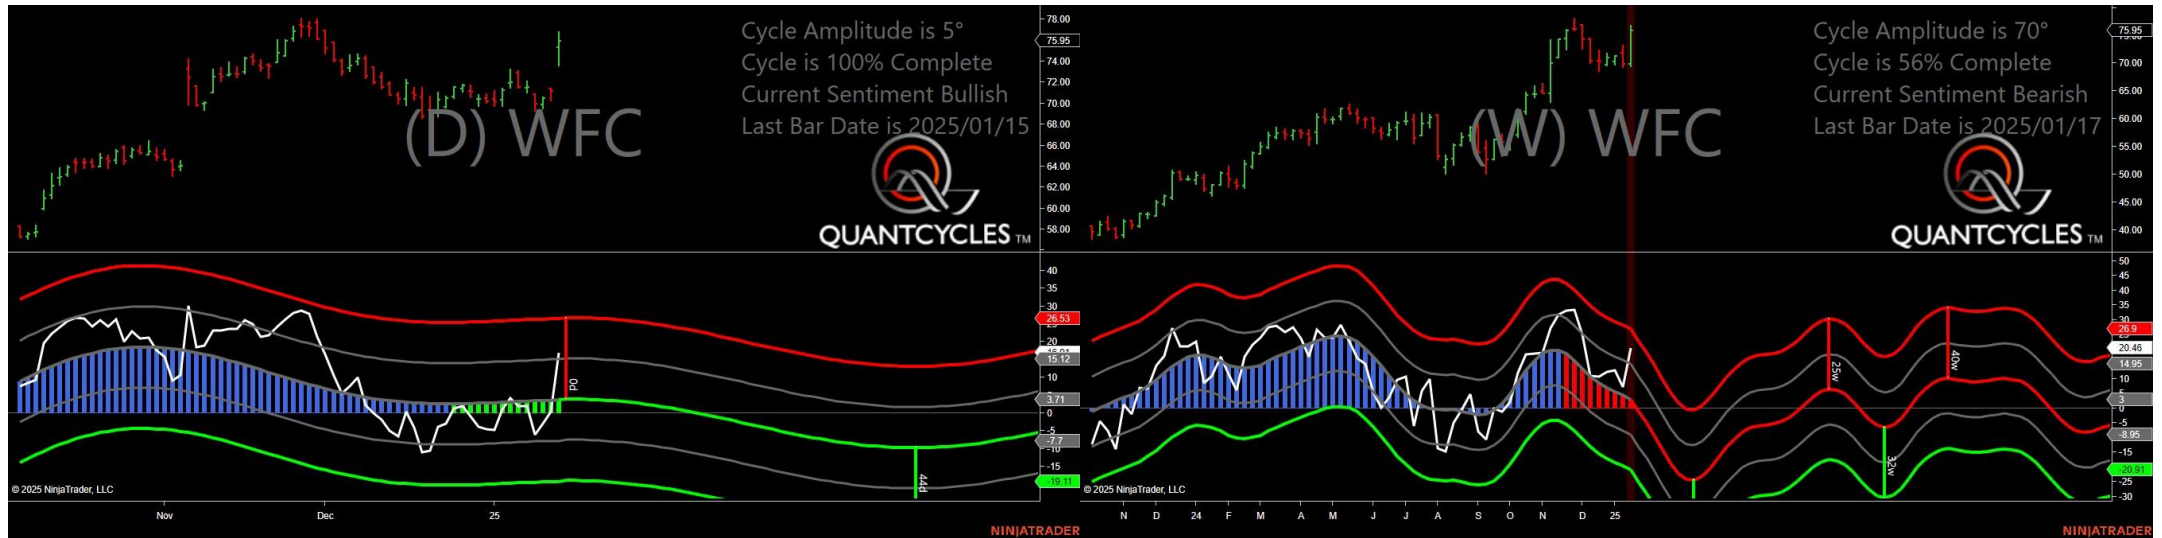 Cycle Amplitude is 5°
Cycle is 100% Complete
Current Sentiment Bullish
Last Bar Date is 2025/01/15
(D) WFC
QUANTCYCLES TM
78.00
75.95
74.00
72.00
70.00
68.00
66.00
64.00
62.00
60.00
58.00
40
35
30
26.53
25
20
15.12
10
3.71
0
-5
-7.7
-10
-15
-19.11
P0
44d
© 2025 NinjaTrader, LLC
Nov
Dec
25
NINJATRADER
Cycle Amplitude is 70°
Cycle is 56% Complete
Current Sentiment Bearish
Last Bar Date is 2025/01/17
(W) WFC
QUANTCYCLES TM
75.95
75.00
70.00
65.00
60.00
55.00
50.00
45.00
40.00
50
45
40
35
30
26.9
20.46
14.95
10
3
0
-5
-8.95
-15
-20.91
-25
-30
25w
40w
32w
© 2025 NinjaTrader, LLC
N D 24 F M A M J J A S O N D 25
NINJATRADER